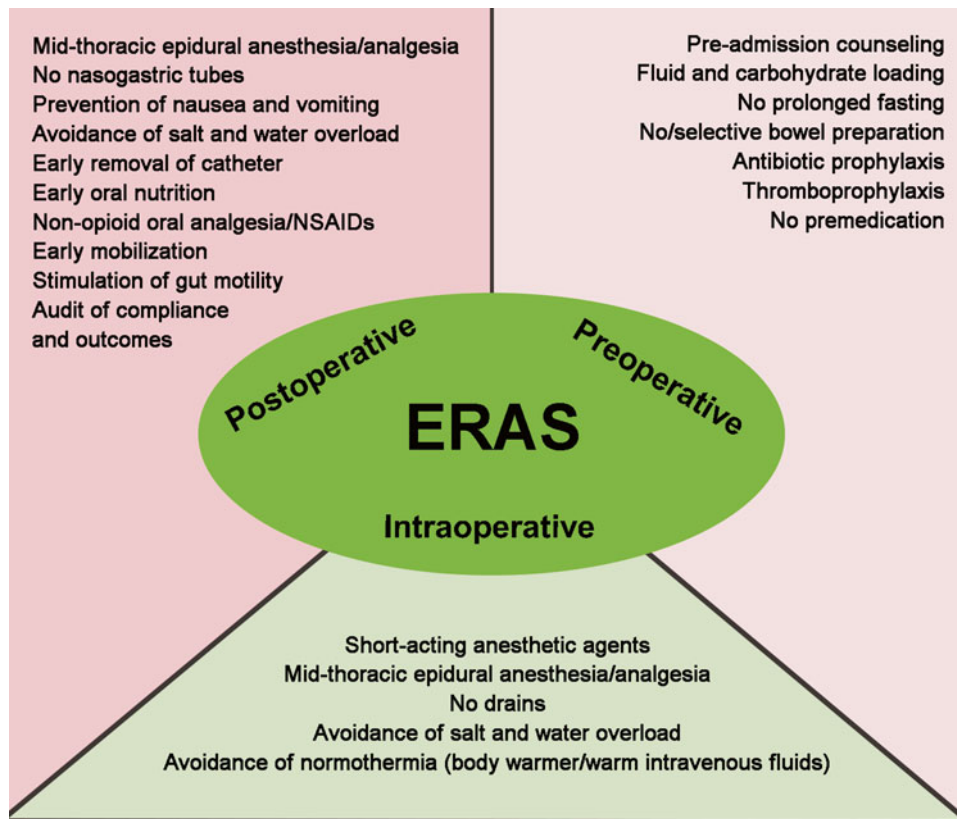 Mid-thoracic epidural anesthesia/analgesia
No nasogastric tubes
Prevention of nausea and vomiting
Avoidance of salt and water overload
Early removal of catheter
Early oral nutrition
Non-opioid oral analgesia/NSAIDs
Early mobilization
Stimulation of gut motility
Audit of compliance
and outcomes
Pre-admission counseling
Fluid and carbohydrate loading
No prolonged fasting
No/selective bowel preparation
Antibiotic prophylaxis
Thromboprophylaxis
No premedication
Postoperative
Preoperative
ERAS
Intraoperative
Short-acting anesthetic agents
Mid-thoracic epidural anesthesia/analgesia
No drains
Avoidance of salt and water overload
Avoidance of normothermia (body warmer/warm intravenous fluids)